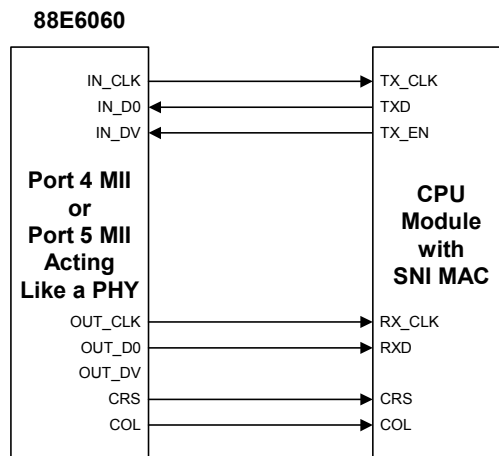 88E6060
IN_CLK
IN_D0
IN_DV
Port 4 MII
or
Port 5 MII
Acting
Like a PHY
OUT_CLK
OUT_D0
OUT_DV
CRS
COL
TX_CLK
TXD
TX_EN
CPU
Module
with
SNI MAC
RX_CLK
RXD
CRS
COL